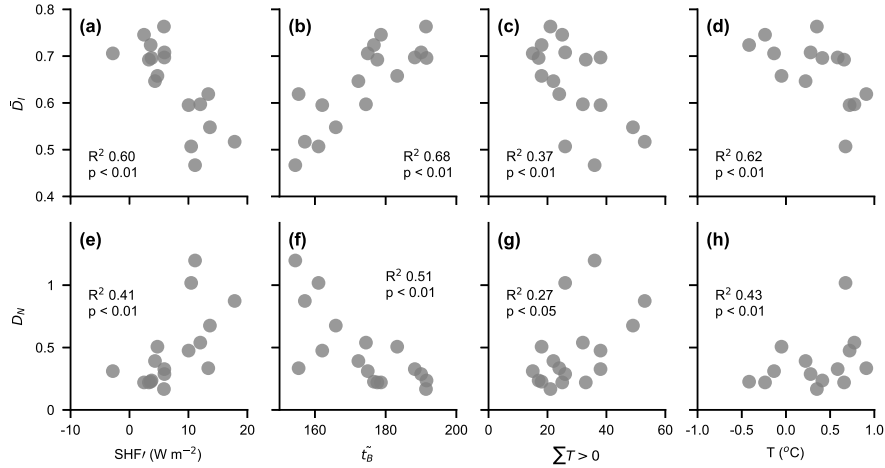 (a)
(b)
(c)
(d)
0.8
0.7
0.6
0.5
0.4
D̄_I
R² 0.60
p < 0.01
R² 0.68
p < 0.01
R² 0.37
p < 0.01
R² 0.62
p < 0.01
(e)
(f)
(g)
(h)
1
0.5
0
D_N
R² 0.41
p < 0.01
R² 0.51
p < 0.01
R² 0.27
p < 0.05
R² 0.43
p < 0.01
-10 0 10 20
160 180 200
0 20 40 60
-1.0 -0.5 0.0 0.5 1.0
SHF′ (W m⁻²)
t̃_B
∑T > 0
T (°C)